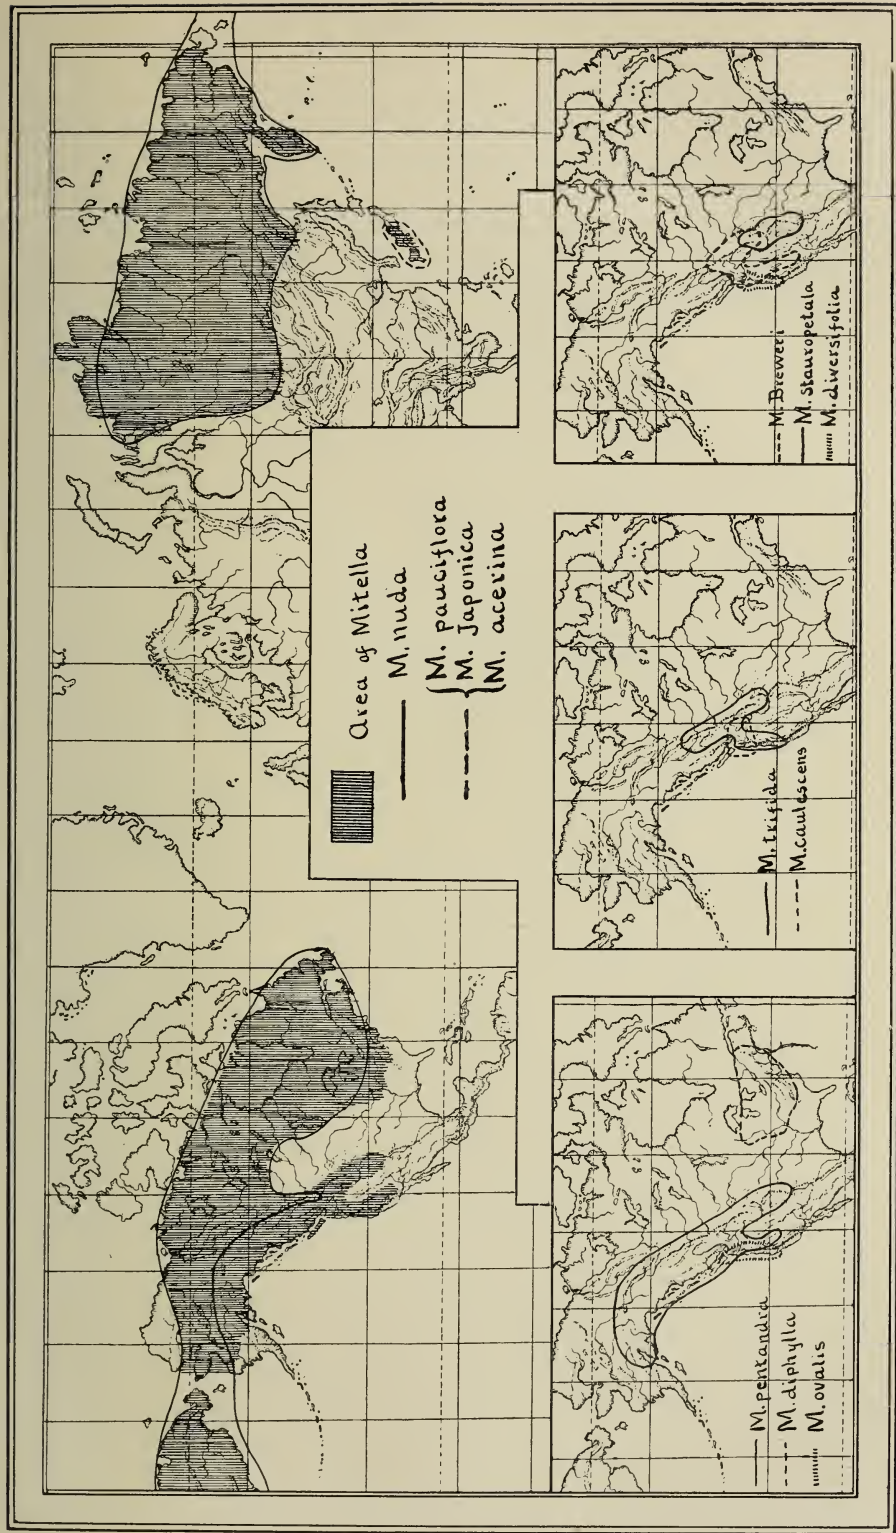 Area of Mitella
M. nuda
M. pauciflora
M. Japonica
M. acerina
M. pentandra
M. diphylla
M. ovalis
M. trifida
M. caulescens
M. Breweri
M. stauropetala
M. diversifolia